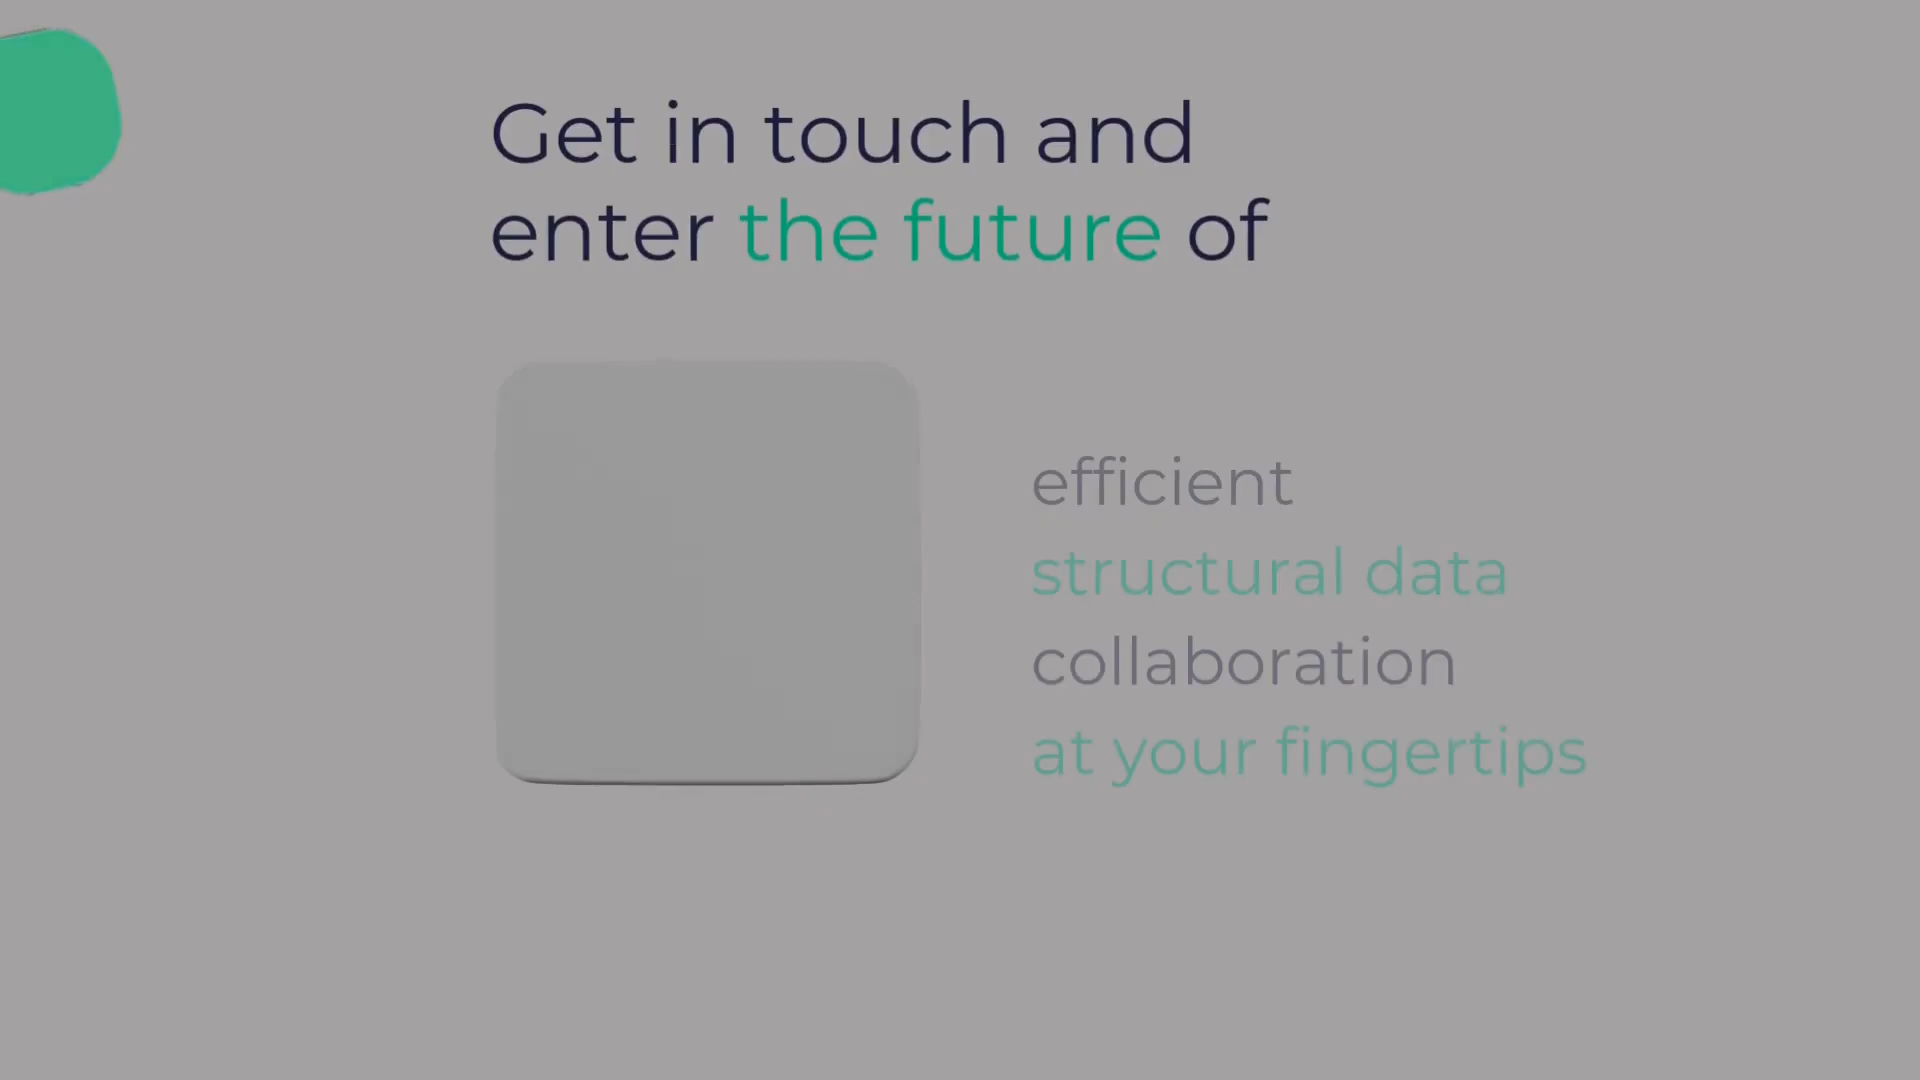 Get in touch and
enter the future of
efficient
structural data
collaboration
at your fingertips